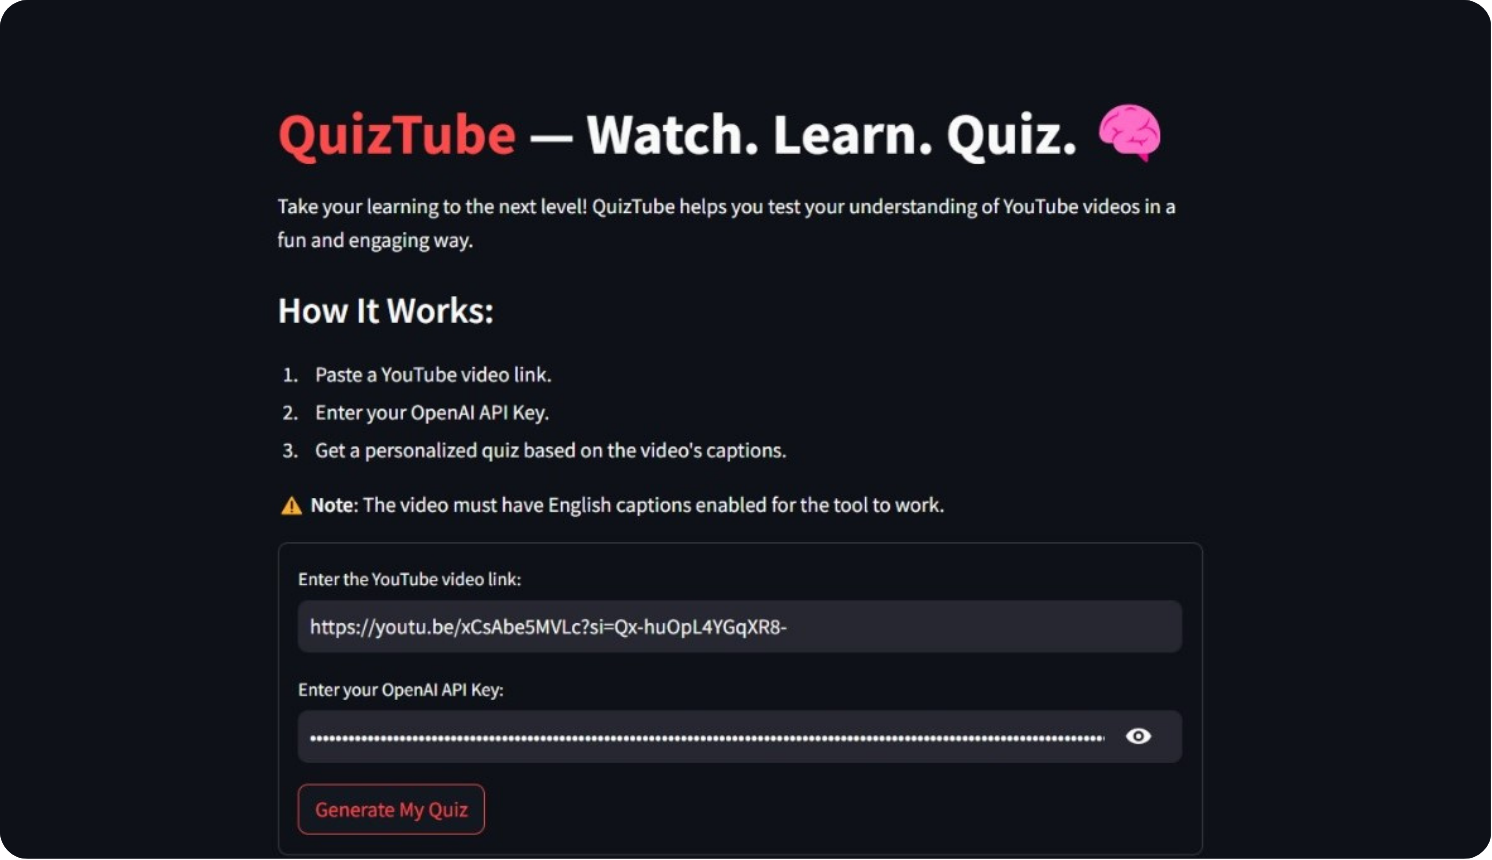 QuizTube — Watch. Learn. Quiz.
Take your learning to the next level! QuizTube helps you test your understanding of YouTube videos in a
fun and engaging way.
How It Works:
1. Paste a YouTube video link.
2. Enter your OpenAI API Key.
3. Get a personalized quiz based on the video's captions.
Note: The video must have English captions enabled for the tool to work.
Enter the YouTube video link:
https://youtu.be/xCsAbe5MVLc?si=Qx-huOpL4YGqXR8-
Enter your OpenAI API Key:
Generate My Quiz